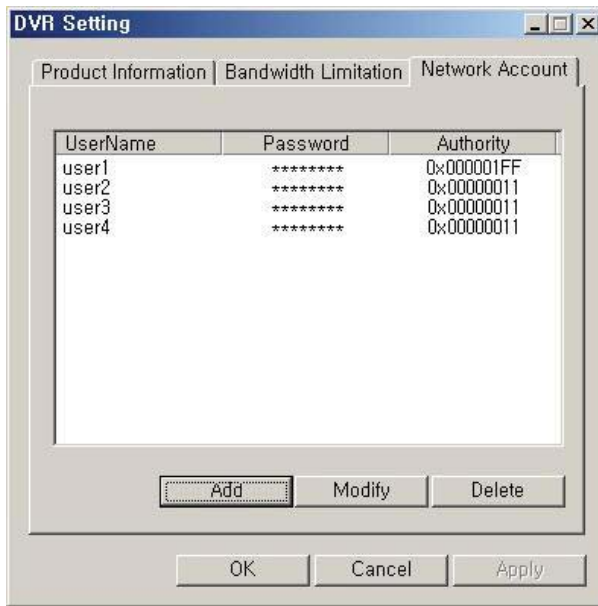 DVR Setting
Product Information Bandwidth Limitation Network Account
UserName Password Authority
user1 ******** 0x000001FF
user2 ******** 0x00000011
user3 ******** 0x00000011
user4 ******** 0x00000011
Add Modify Delete
OK Cancel Apply